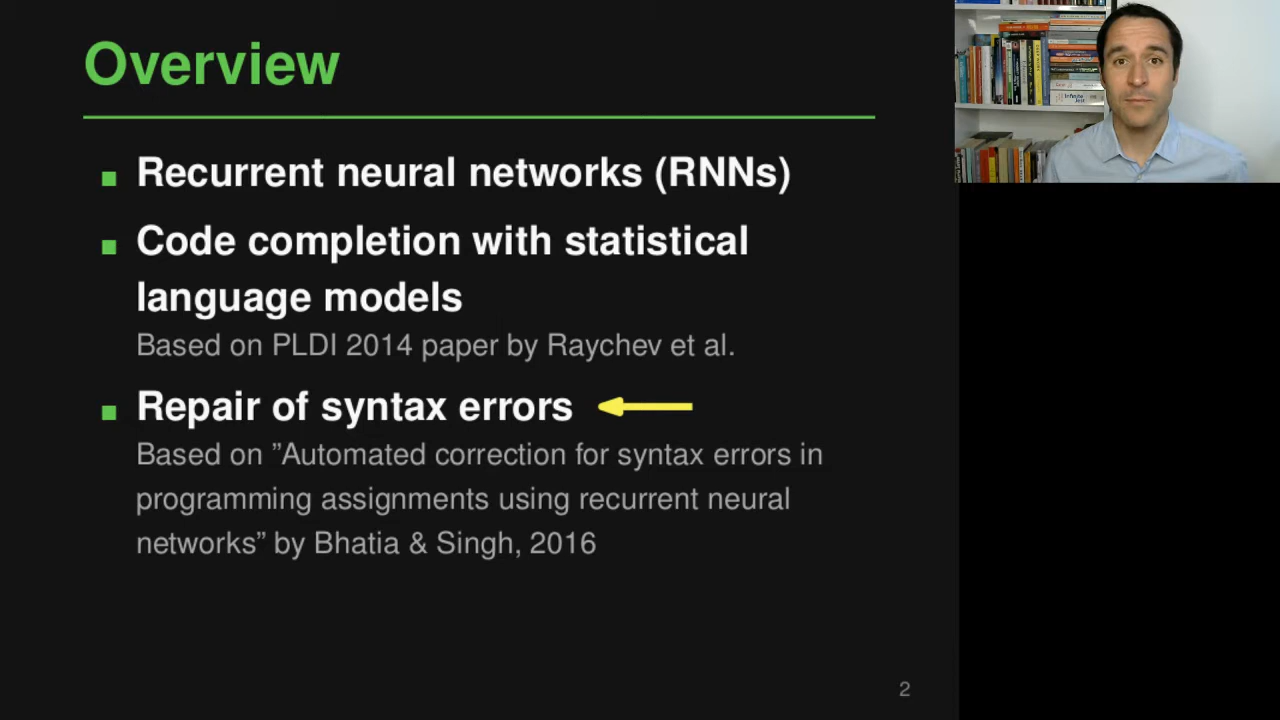 Overview
Recurrent neural networks (RNNs)
Code completion with statistical
language models
Based on PLDI 2014 paper by Raychev et al.
Repair of syntax errors
Based on ”Automated correction for syntax errors in
programming assignments using recurrent neural
networks” by Bhatia & Singh, 2016
2
Infinite
Jest